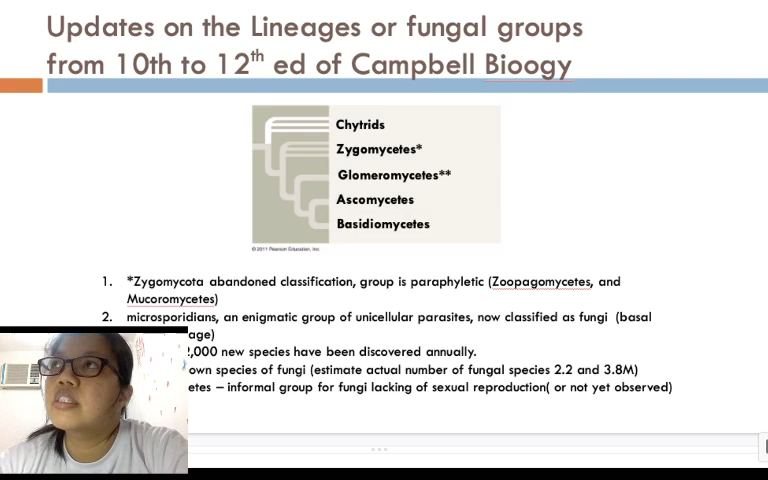 Updates on the Lineages or fungal groups
from 10th to 12th ed of Campbell Bioogy
Chytrids
Zygomycetes*
Glomeromycetes**
Ascomycetes
Basidiomycetes
© 2011 Pearson Education, Inc.
1. *Zygomycota abandoned classification, group is paraphyletic (Zoopagomycetes, and
Mucoromycetes)
2. microsporidians, an enigmatic group of unicellular parasites, now classified as fungi (basal
2,000 new species have been discovered annually.
species of fungi (estimate actual number of fungal species 2.2 and 3.8M)
– informal group for fungi lacking of sexual reproduction( or not yet observed)